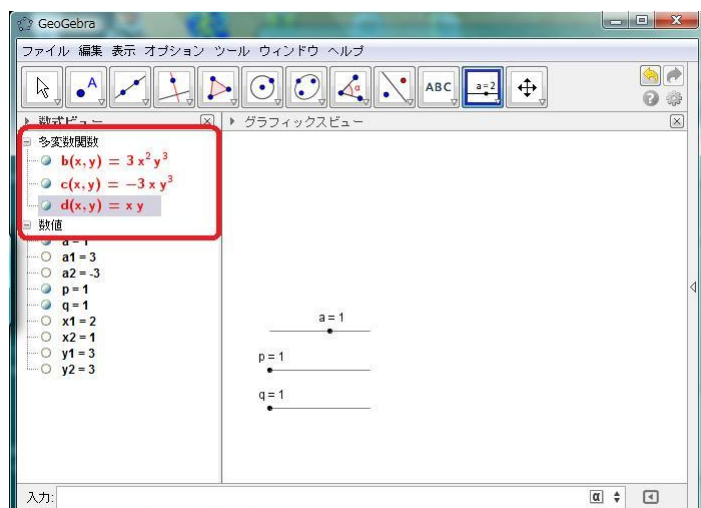 GeoGebra
ファイル 編集 表示 オプション ツール ウィンドウ ヘルプ
A
α
ABC
a=2
数式ビュー
グラフィックスビュー
多変数関数
b(x, y) = 3 x² y³
c(x, y) = −3 x y³
d(x, y) = x y
数値
a = 1
a1 = 3
a2 = -3
p = 1
q = 1
x1 = 2
x2 = 1
y1 = 3
y2 = 3
a = 1
p = 1
q = 1
入力:
α